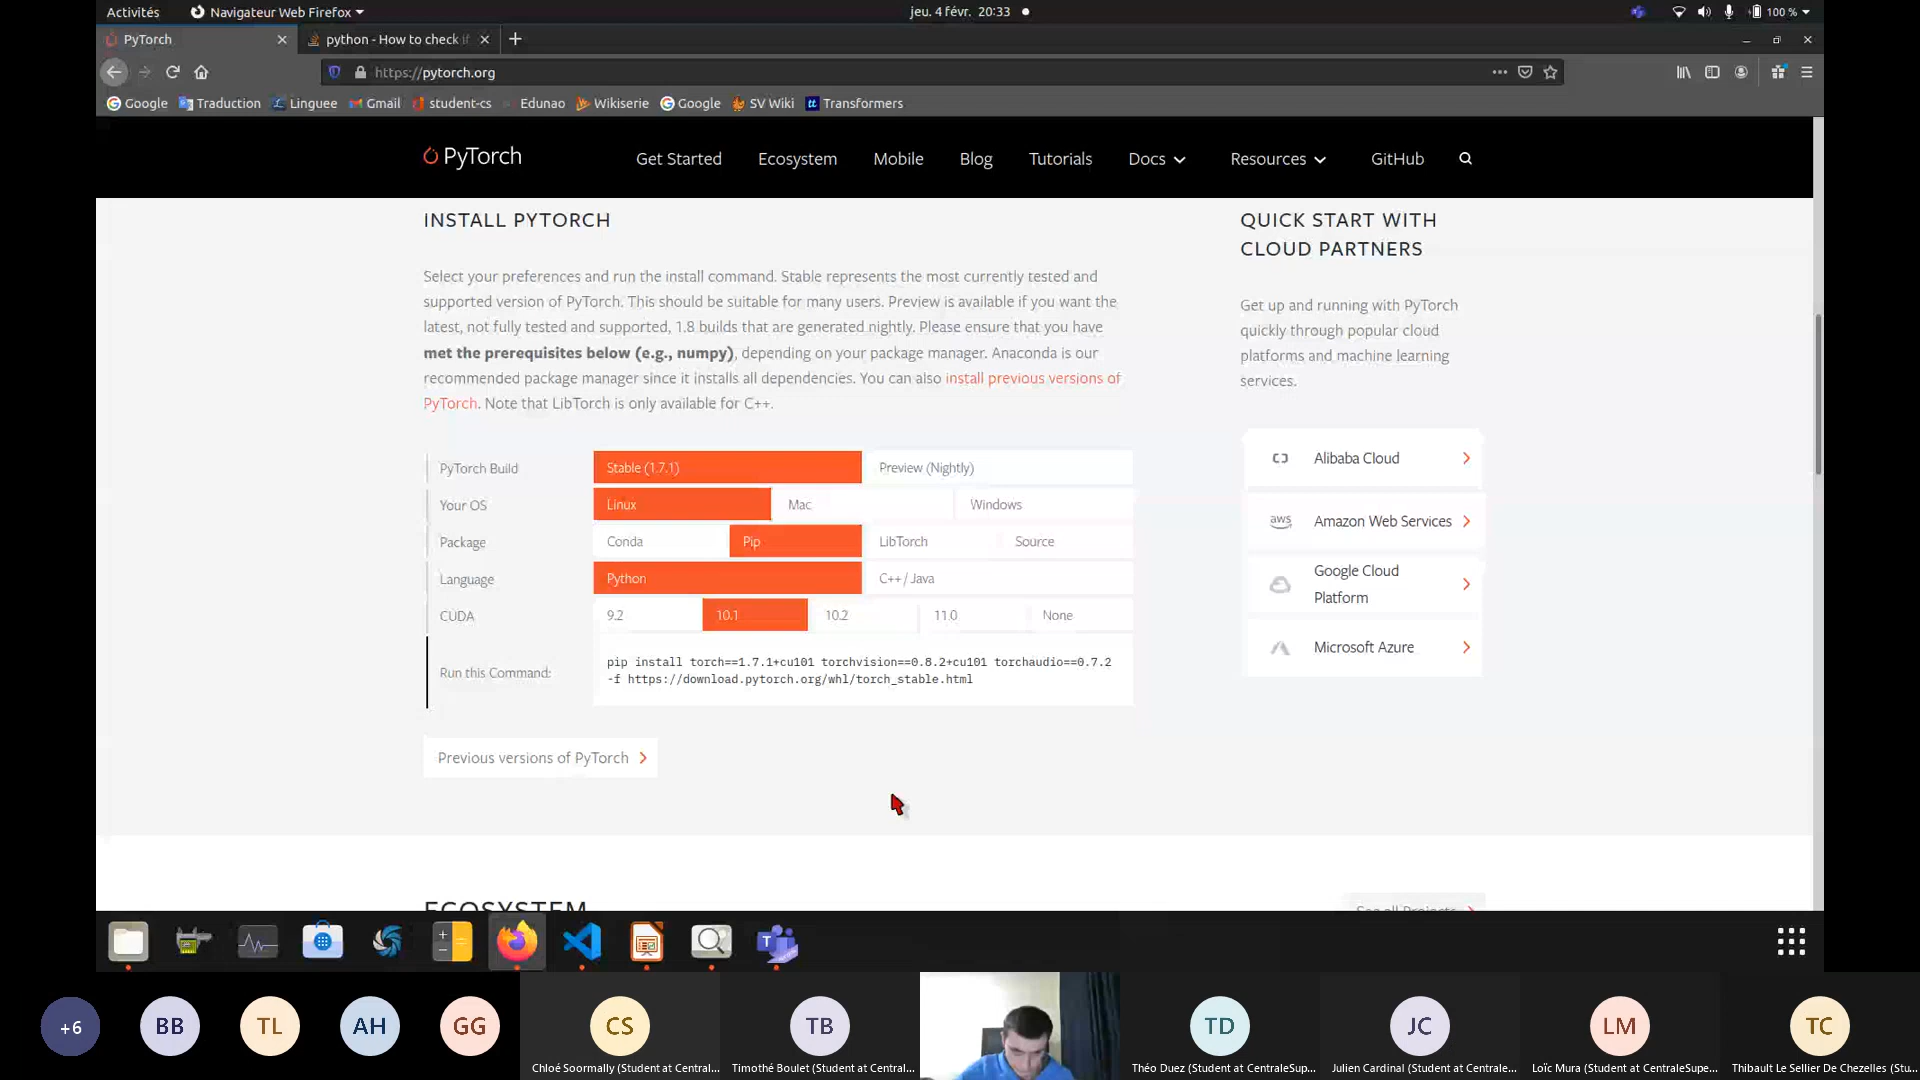 Activités
Navigateur Web Firefox
jeu. 4 févr. 20:33
100 %
PyTorch
python - How to check if
https://pytorch.org
Google
Traduction
Linguee
Gmail
student-cs
Edunao
Wikiserie
Google
SV Wiki
Transformers
PyTorch
Get Started
Ecosystem
Mobile
Blog
Tutorials
Docs
Resources
GitHub
INSTALL PYTORCH
Select your preferences and run the install command. Stable represents the most currently tested and
supported version of PyTorch. This should be suitable for many users. Preview is available if you want the
latest, not fully tested and supported, 1.8 builds that are generated nightly. Please ensure that you have
met the prerequisites below (e.g., numpy), depending on your package manager. Anaconda is our
recommended package manager since it installs all dependencies. You can also install previous versions of
PyTorch. Note that LibTorch is only available for C++.
QUICK START WITH
CLOUD PARTNERS
Get up and running with PyTorch
quickly through popular cloud
platforms and machine learning
services.
PyTorch Build
Stable (1.7.1)
Preview (Nightly)
Your OS
Linux
Mac
Windows
Package
Conda
Pip
LibTorch
Source
Language
Python
C++ / Java
CUDA
9.2
10.1
10.2
11.0
None
Run this Command:
pip install torch==1.7.1+cu101 torchvision==0.8.2+cu101 torchaudio==0.7.2
-f https://download.pytorch.org/whl/torch_stable.html
Alibaba Cloud
aws
Amazon Web Services
Google Cloud
Platform
Microsoft Azure
Previous versions of PyTorch
ECOSYSTEM
See all Projects
+6
BB
TL
AH
GG
CS
TB
TD
JC
LM
TC
Chloé Soormally (Student at Central...
Timothé Boulet (Student at Central...
Théo Duez (Student at CentraleSup...
Julien Cardinal (Student at Centrale...
Loïc Mura (Student at CentraleSupe...
Thibault Le Sellier De Chezelles (Stu...